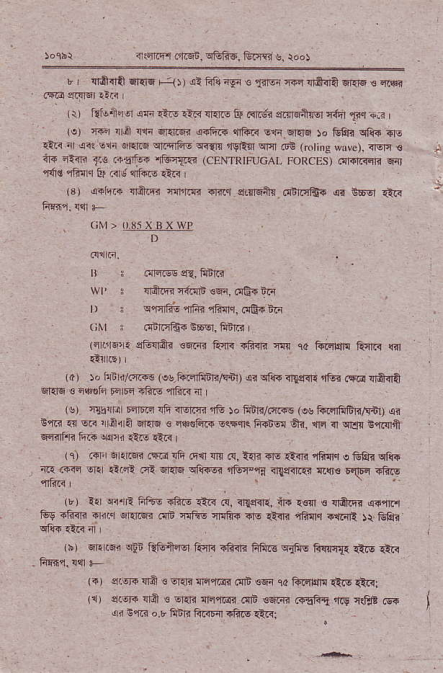 ১০৭৯২ বাংলাদেশ গেজেট, অতিরিক্ত, ডিসেম্বর ৬, ২০০১
৮। যাত্রীবাহী জাহাজ।—(১) এই বিধি নতুন ও পুরাতন সকল যাত্রীবাহী জাহাজ ও লঞ্চের
ক্ষেত্রে প্রযোজ্য হইবে।
(২) স্থিতিশীলতা এমন হইতে হইবে যাহাতে ফ্রি বোর্ডের প্রয়োজনীয়তা সর্বদা পূরণ করে।
(৩) সকল যাত্রী যখন জাহাজের একদিকে থাকিবে তখন জাহাজ ১০ ডিগ্রির অধিক কাত
হইবে না এবং তখন জাহাজে আন্দোলিত অবস্থায় গড়াইয়া আসা ঢেউ (roling wave), বাতাস ও
বাঁক লইবার বৃত্তে কেন্দ্রাতিক শক্তিসমূহের (CENTRIFUGAL FORCES) মোকাবেলার জন্য
পর্যাপ্ত পরিমাণ ফ্রি বোর্ড থাকিতে হইবে।
(৪) একদিকে যাত্রীদের সমাগমের কারণে প্রয়োজনীয় মেটাসেন্ট্রিক এর উচ্চতা হইবে
নিম্নরূপ, যথা ঃ—
GM > 0.85 X B X WP
D
যেখানে,
B ঃ মোলডেড প্রস্থ, মিটারে
WP ঃ যাত্রীদের সর্বমোট ওজন, মেট্রিক টনে
D ঃ অপসারিত পানির পরিমাণ, মেট্রিক টনে
GM ঃ মেটাসেন্ট্রিক উচ্চতা, মিটারে।
(লাগেজসহ প্রতিযাত্রীর ওজনের হিসাব করিবার সময় ৭৫ কিলোগ্রাম হিসাবে ধরা
হইয়াছে)।
(৫) ১০ মিটার/সেকেন্ড (৩৬ কিলোমিটার/ঘন্টা) এর অধিক বায়ুপ্রবাহ গতির ক্ষেত্রে যাত্রীবাহী
জাহাজ ও লঞ্চগুলি চলাচল করিতে পারিবে না।
(৬) সমুদ্রযাত্রা চলাচলে যদি বাতাসের গতি ১০ মিটার/সেকেন্ড (৩৬ কিলোমিটার/ঘন্টা) এর
উপরে হয় তবে যাত্রীবাহী জাহাজ ও লঞ্চগুলিকে তৎক্ষণাৎ নিকটতম তীর, খাল বা আশ্রয় উপযোগী
জলরাশির দিকে অগ্রসর হইতে হইবে।
(৭) কোন জাহাজের ক্ষেত্রে যদি দেখা যায় যে, ইহার কাত হইবার পরিমাণ ৩ ডিগ্রির অধিক
নহে কেবল তাহা হইলেই সেই জাহাজ অধিকতর গতিসম্পন্ন বায়ুপ্রবাহের মধ্যেও চলাচল করিতে
পারিবে।
(৮) ইহা অবশ্যই নিশ্চিত করিতে হইবে যে, বায়ুপ্রবাহ, বাঁক হওয়া ও যাত্রীদের একপাশে
ভিড় করিবার কারণে জাহাজের মোট সমন্বিত সাময়িক কাত হইবার পরিমাণ কখনোই ১২ ডিগ্রির
অধিক হইবে না।
(৯) জাহাজের অটুট স্থিতিশীলতা হিসাব করিবার নিমিত্তে অনুমিত বিষয়সমূহ হইতে হইবে
নিম্নরূপ, যথা ঃ—
(ক) প্রত্যেক যাত্রী ও তাহার মালপত্রের মোট ওজন ৭৫ কিলোগ্রাম হইতে হইবে;
(খ) প্রত্যেক যাত্রী ও তাহার মালপত্রের মোট ওজনের কেন্দ্রবিন্দু গড়ে সংশ্লিষ্ট ডেক
এর উপরে ০.৮ মিটার বিবেচনা করিতে হইবে;